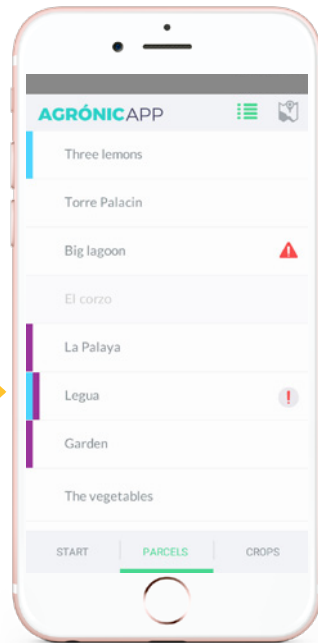 AGRÓNICAPP
Three lemons
Torre Palacin
Big lagoon
El corzo
La Palaya
Legua
Garden
The vegetables
START PARCELS CROPS